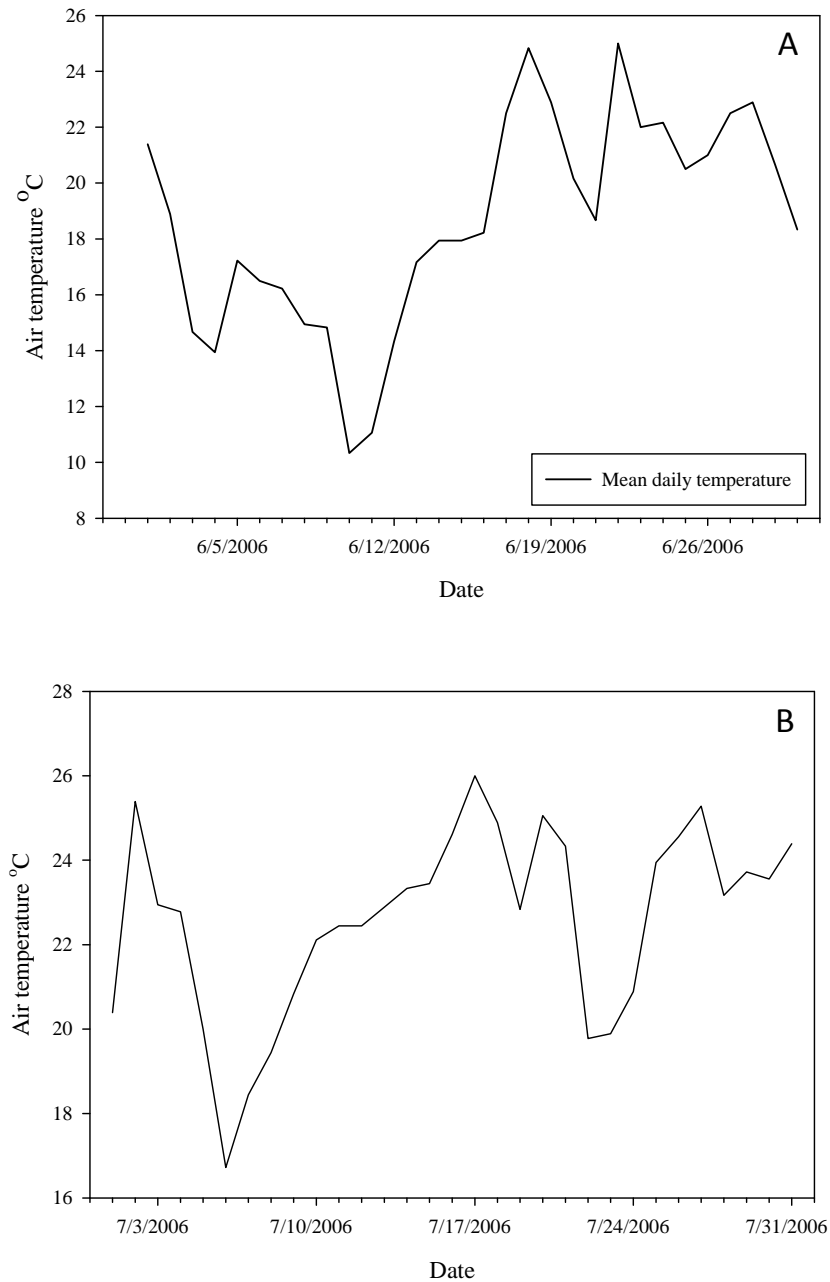 A
26
24
22
20
18
16
14
12
10
8
Air temperature °C
Mean daily temperature
6/5/2006 6/12/2006 6/19/2006 6/26/2006
Date
B
28
26
24
22
20
18
16
Air temperature °C
7/3/2006 7/10/2006 7/17/2006 7/24/2006 7/31/2006
Date